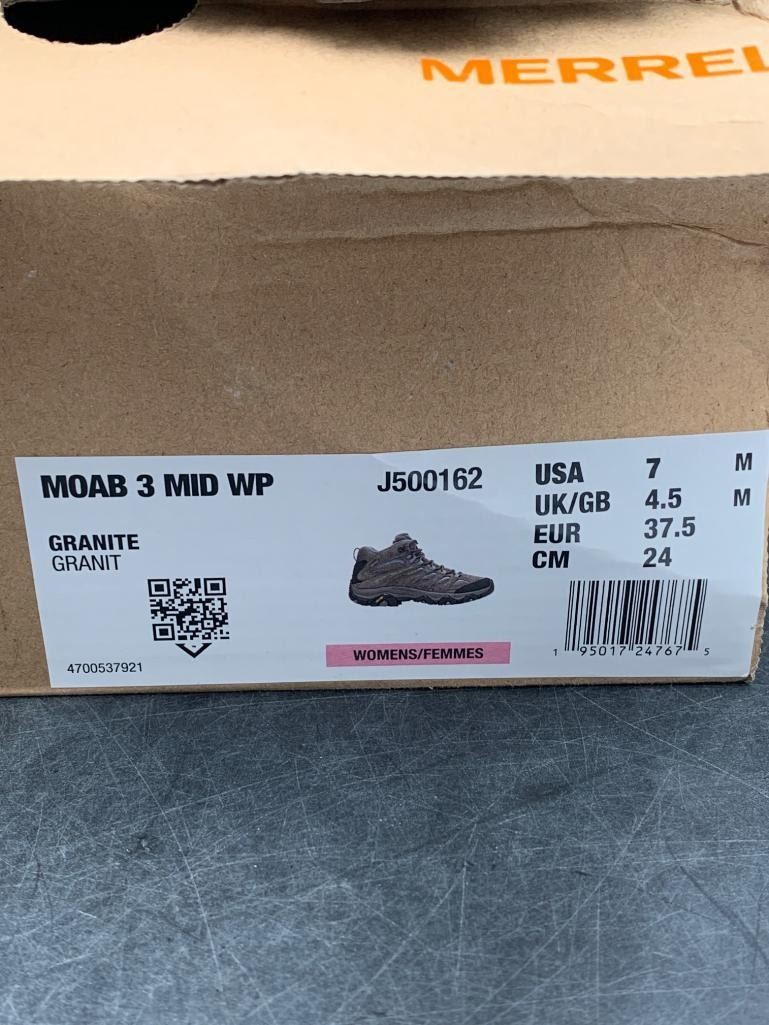 MERREL
MOAB 3 MID WP
J500162
GRANITE
GRANIT
4700537921
WOMENS/FEMMES
USA 7 M
UK/GB 4.5 M
EUR 37.5
CM 24
1 95017 24767 5